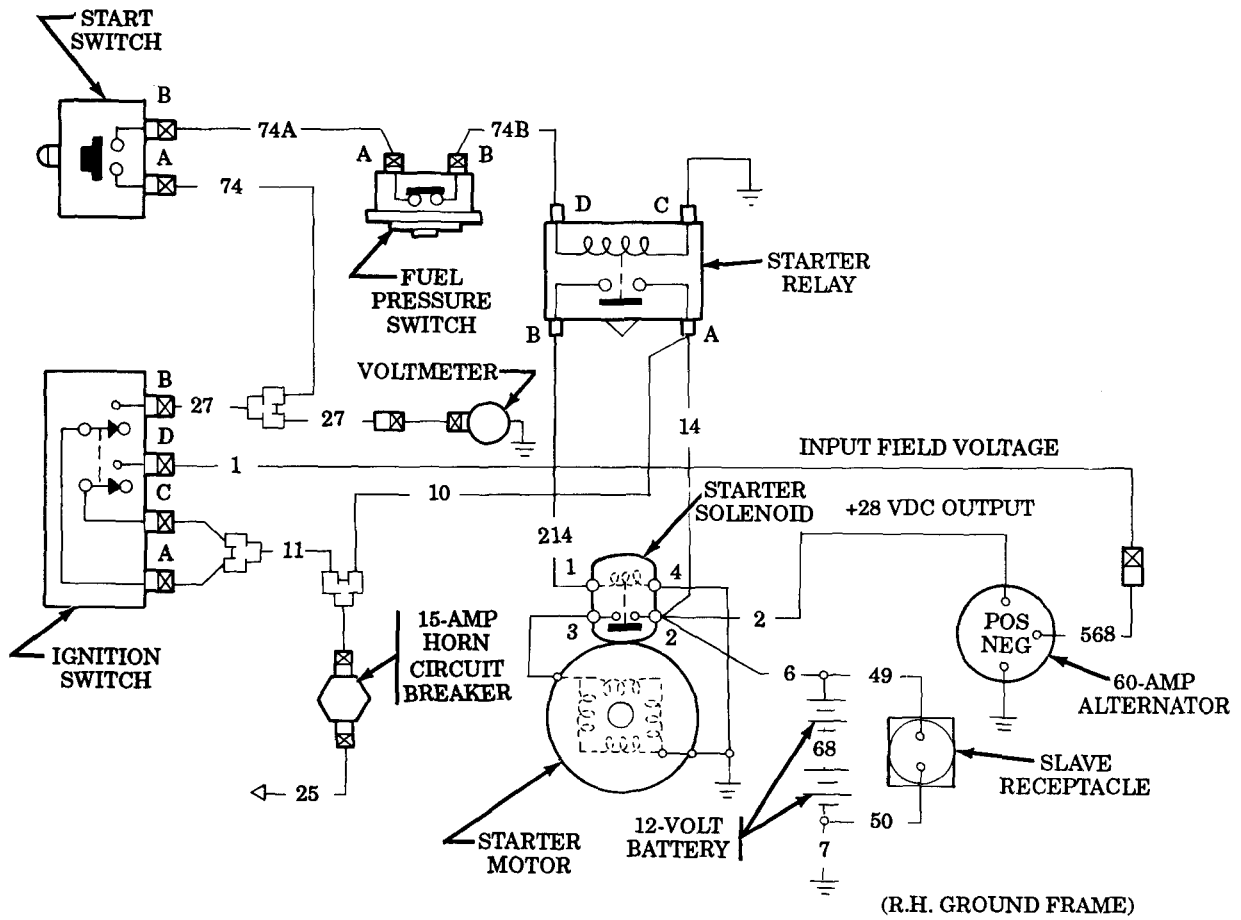 START
SWITCH
B
74A
74B
A
B
A
74
D
C
FUEL
PRESSURE
SWITCH
STARTER
RELAY
B
A
VOLTMETER
B
27
27
14
D
INPUT FIELD VOLTAGE
1
C
10
STARTER
SOLENOID
+28 VDC OUTPUT
214
A
11
1
4
3
2
2
POS
NEG
568
15-AMP
HORN
CIRCUIT
BREAKER
IGNITION
SWITCH
6
49
60-AMP
ALTERNATOR
68
SLAVE
RECEPTACLE
25
50
STARTER
MOTOR
12-VOLT
BATTERY
7
(R.H. GROUND FRAME)